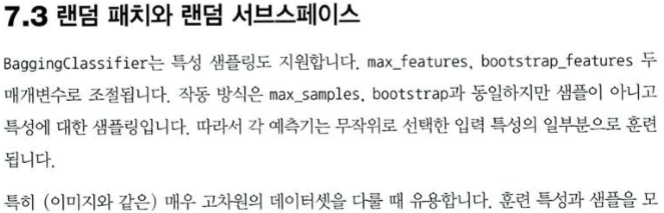 7.3 랜덤 패치와 랜덤 서브스페이스
BaggingClassifier는 특성 샘플링도 지원합니다. max_features, bootstrap_features 두
매개변수로 조절됩니다. 작동 방식은 max_samples, bootstrap과 동일하지만 샘플이 아니고
특성에 대한 샘플링입니다. 따라서 각 예측기는 무작위로 선택한 입력 특성의 일부분으로 훈련
됩니다.
특히 (이미지와 같은) 매우 고차원의 데이터셋을 다룰 때 유용합니다. 훈련 특성과 샘플을 모